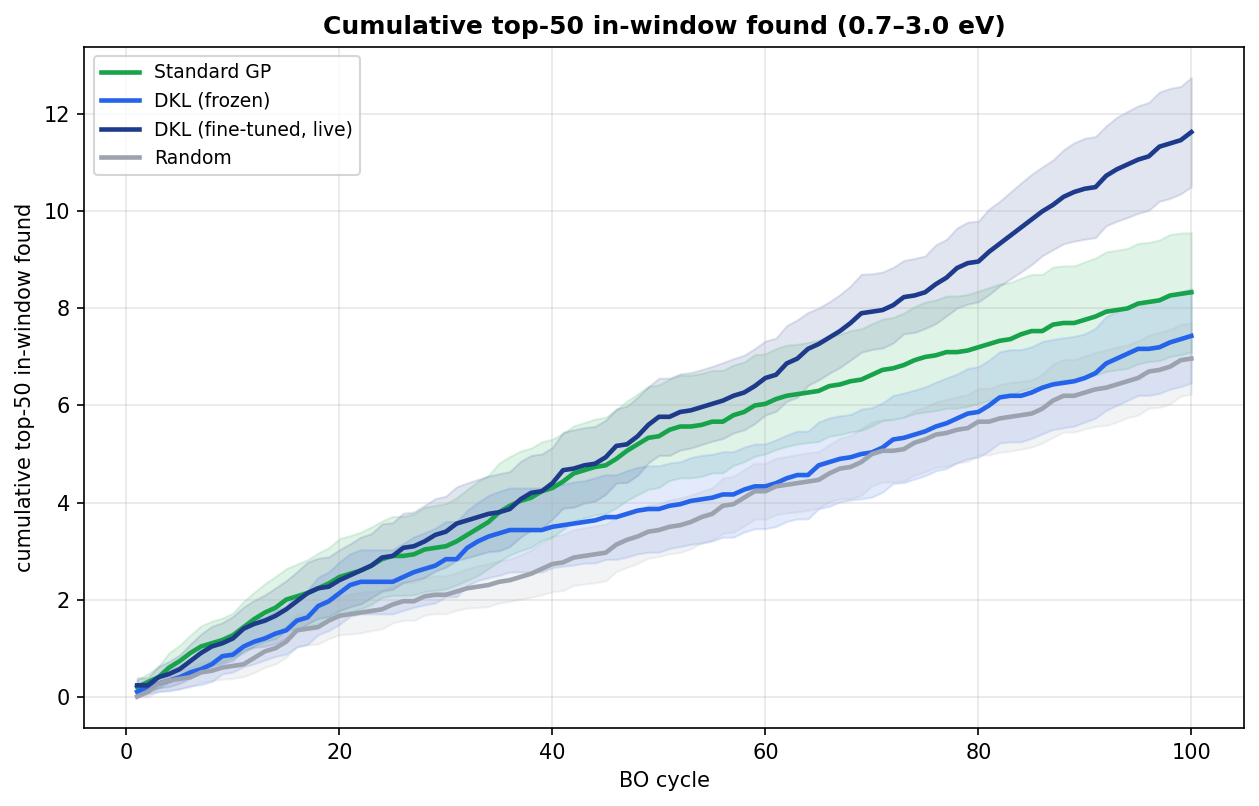 Cumulative top-50 in-window found (0.7–3.0 eV)
Standard GP
DKL (frozen)
DKL (fine-tuned, live)
Random
cumulative top-50 in-window found
12
10
8
6
4
2
0
0 20 40 60 80 100
BO cycle